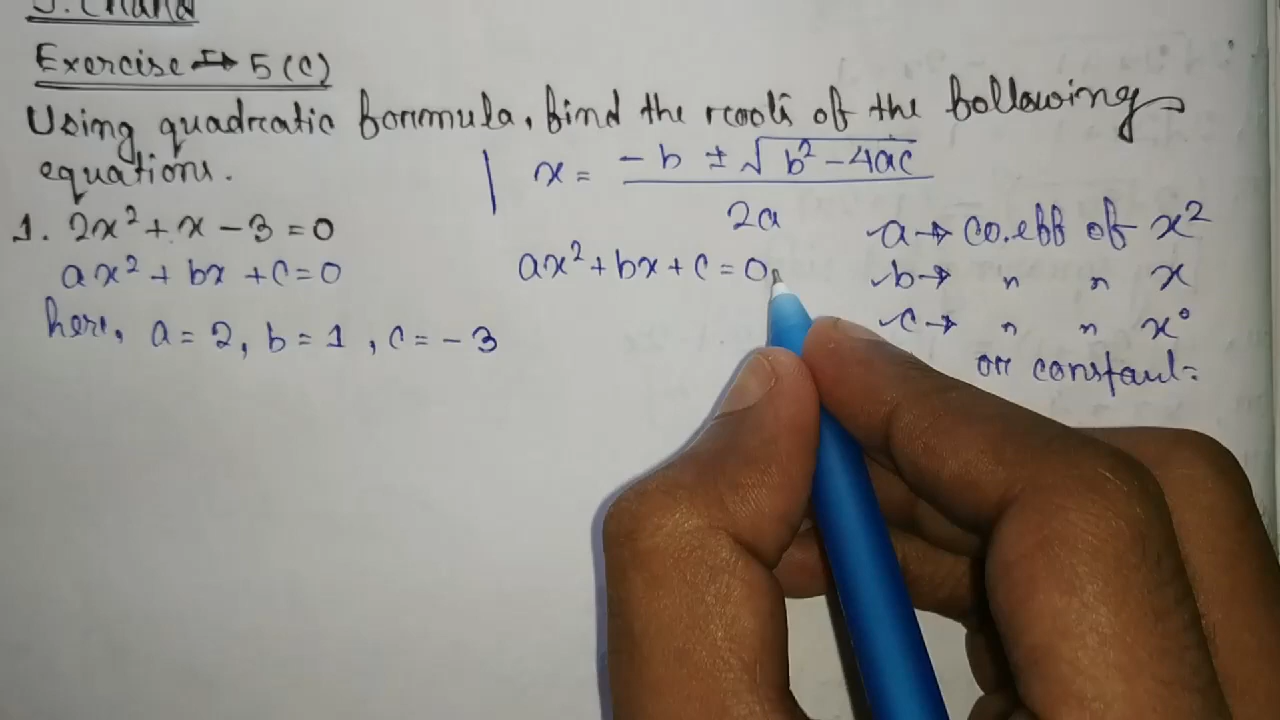 S. Chand
Exercise → 5 (C)
Using quadratic formula, find the roots of the following
equations.
x = (-b ± √(b² - 4ac)) / 2a
1. 2x² + x - 3 = 0
ax² + bx + c = 0
here, a = 2, b = 1, c = -3
ax² + bx + c = 0
a → co.eff of x²
b → " " x
c → " " x°
or constant